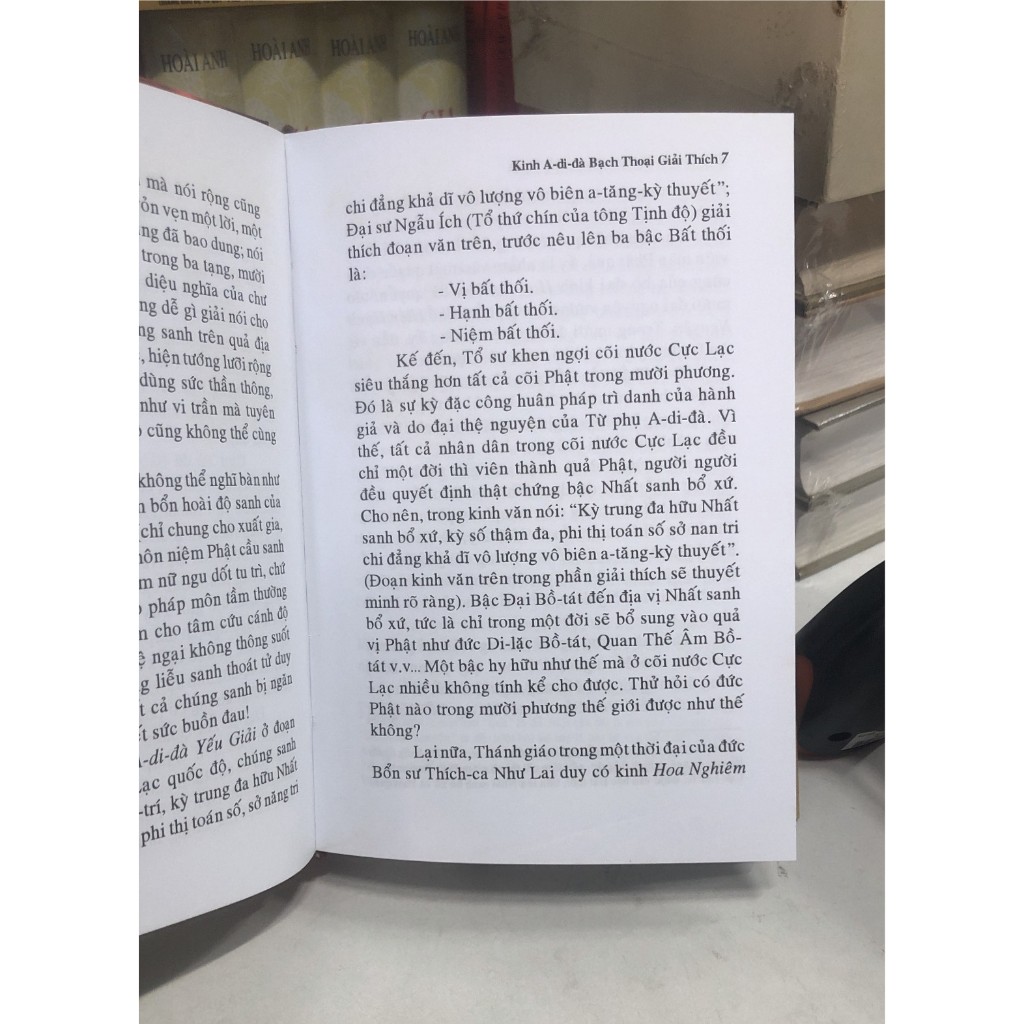 HOÀI ANH
HOÀI ANH
HOÀI ANH
HOÀI ANH
mà nói rộng cũng
vẹn một lời, một
đã bao dung; nói
trong ba tạng, mười
diệu nghĩa của chư
dễ gì giải nói cho
sanh trên quả địa
hiện tướng lưỡi rộng
dùng sức thần thông,
như vi trần mà tuyên
cũng không thể cùng
không thể nghĩ bàn như
bổn hoài độ sanh của
chỉ chung cho xuất gia,
niệm Phật cầu sanh
nữ ngu dốt tu trì, chứ
pháp môn tầm thường
cho tâm cứu cánh độ
ngại không thông suốt
liễu sanh thoát tử duy
cả chúng sanh bị ngăn
sức buồn đau!
A-di-đà Yếu Giải ở đoạn
Lạc quốc độ, chúng sanh
-trí, kỳ trung đa hữu Nhất
phi thị toán số, sở năng tri
Kinh A-di-đà Bạch Thoại Giải Thích 7
chi đẳng khả dĩ vô lượng vô biên a-tăng-kỳ thuyết”;
Đại sư Ngẫu Ích (Tổ thứ chín của tông Tịnh độ) giải
thích đoạn văn trên, trước nêu lên ba bậc Bất thối
là:
- Vị bất thối.
- Hạnh bất thối.
- Niệm bất thối.
Kế đến, Tổ sư khen ngợi cõi nước Cực Lạc
siêu thắng hơn tất cả cõi Phật trong mười phương.
Đó là sự kỳ đặc công huân pháp trì danh của hành
giả và do đại thệ nguyện của Từ phụ A-di-đà. Vì
thế, tất cả nhân dân trong cõi nước Cực Lạc đều
chỉ một đời thì viên thành quả Phật, người người
đều quyết định thật chứng bậc Nhất sanh bổ xứ.
Cho nên, trong kinh văn nói: “Kỳ trung đa hữu Nhất
sanh bổ xứ, kỳ số thậm đa, phi thị toán số sở nan tri
chi đẳng khả dĩ vô lượng vô biên a-tăng-kỳ thuyết”.
(Đoạn kinh văn trên trong phần giải thích sẽ thuyết
minh rõ ràng). Bậc Đại Bồ-tát đến địa vị Nhất sanh
bổ xứ, tức là chỉ trong một đời sẽ bổ sung vào quả
vị Phật như đức Di-lặc Bồ-tát, Quan Thế Âm Bồ-
tát v.v... Một bậc hy hữu như thế mà ở cõi nước Cực
Lạc nhiều không tính kể cho được. Thử hỏi có đức
Phật nào trong mười phương thế giới được như thế
không?
Lại nữa, Thánh giáo trong một thời đại của đức
Bổn sư Thích-ca Như Lai duy có kinh Hoa Nghiêm